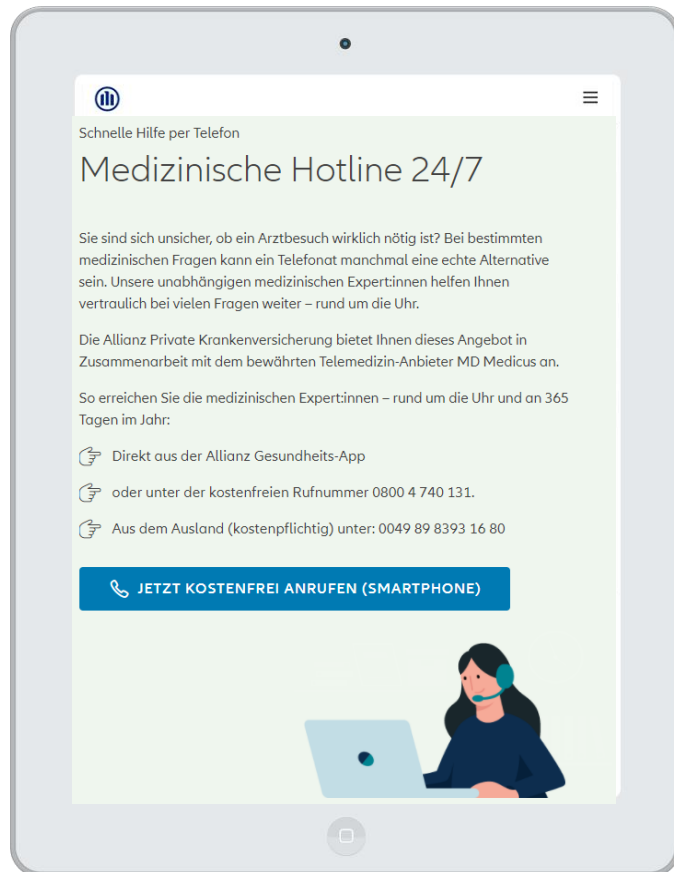 Schnelle Hilfe per Telefon
Medizinische Hotline 24/7
Sie sind sich unsicher, ob ein Arztbesuch wirklich nötig ist? Bei bestimmten
medizinischen Fragen kann ein Telefonat manchmal eine echte Alternative
sein. Unsere unabhängigen medizinischen Expert:innen helfen Ihnen
vertraulich bei vielen Fragen weiter – rund um die Uhr.
Die Allianz Private Krankenversicherung bietet Ihnen dieses Angebot in
Zusammenarbeit mit dem bewährten Telemedizin-Anbieter MD Medicus an.
So erreichen Sie die medizinischen Expert:innen – rund um die Uhr und an 365
Tagen im Jahr:
Direkt aus der Allianz Gesundheits-App
oder unter der kostenfreien Rufnummer 0800 4 740 131.
Aus dem Ausland (kostenpflichtig) unter: 0049 89 8393 16 80
JETZT KOSTENFREI ANRUFEN (SMARTPHONE)